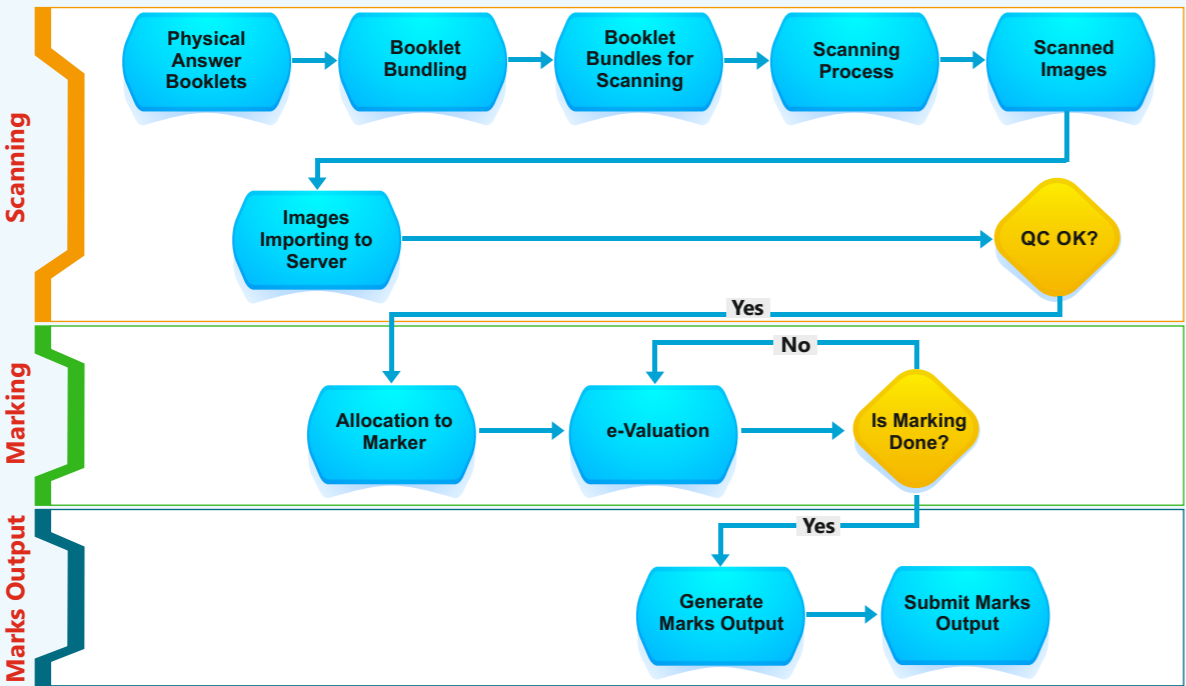 Scanning
Physical
Answer
Booklets
Booklet
Bundling
Booklet
Bundles for
Scanning
Scanning
Process
Scanned
Images
Images
Importing to
Server
QC OK?
Yes
Marking
No
Allocation to
Marker
e-Valuation
Is Marking
Done?
Marks Output
Yes
Generate
Marks Output
Submit Marks
Output